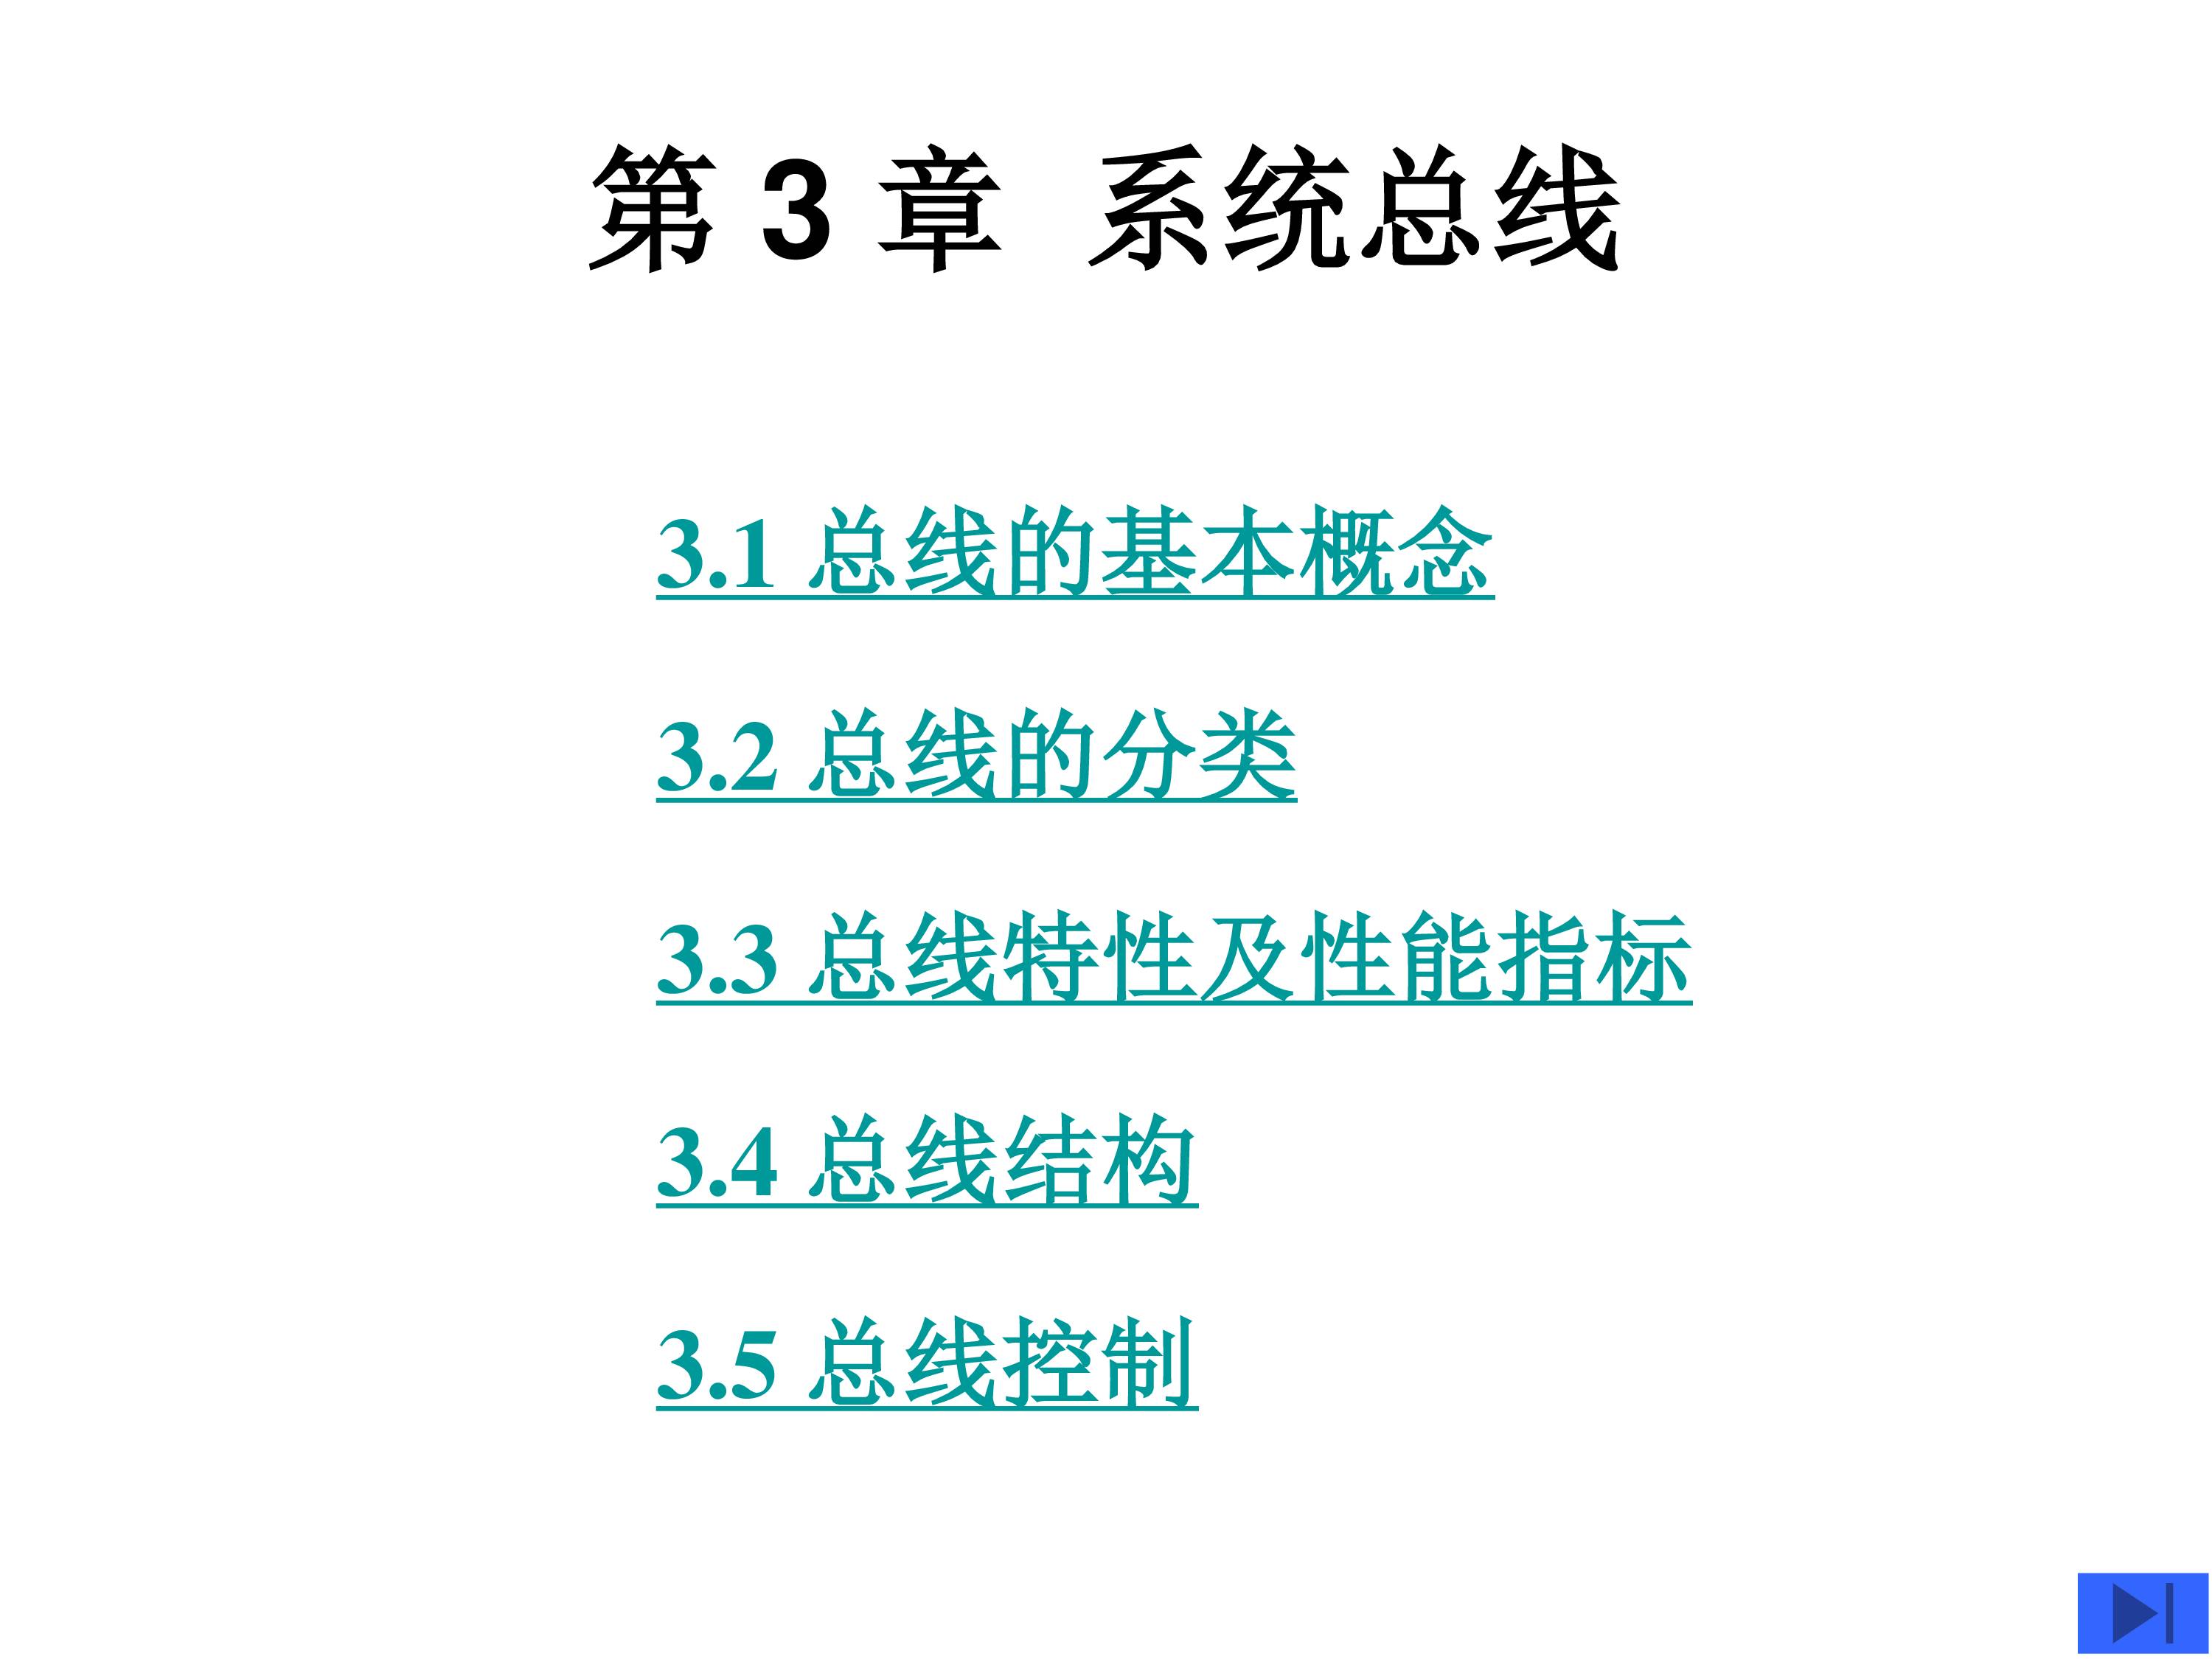 第 3 章 系统总线
3.1 总线的基本概念
3.2 总线的分类
3.3 总线特性及性能指标
3.4 总线结构
3.5 总线控制